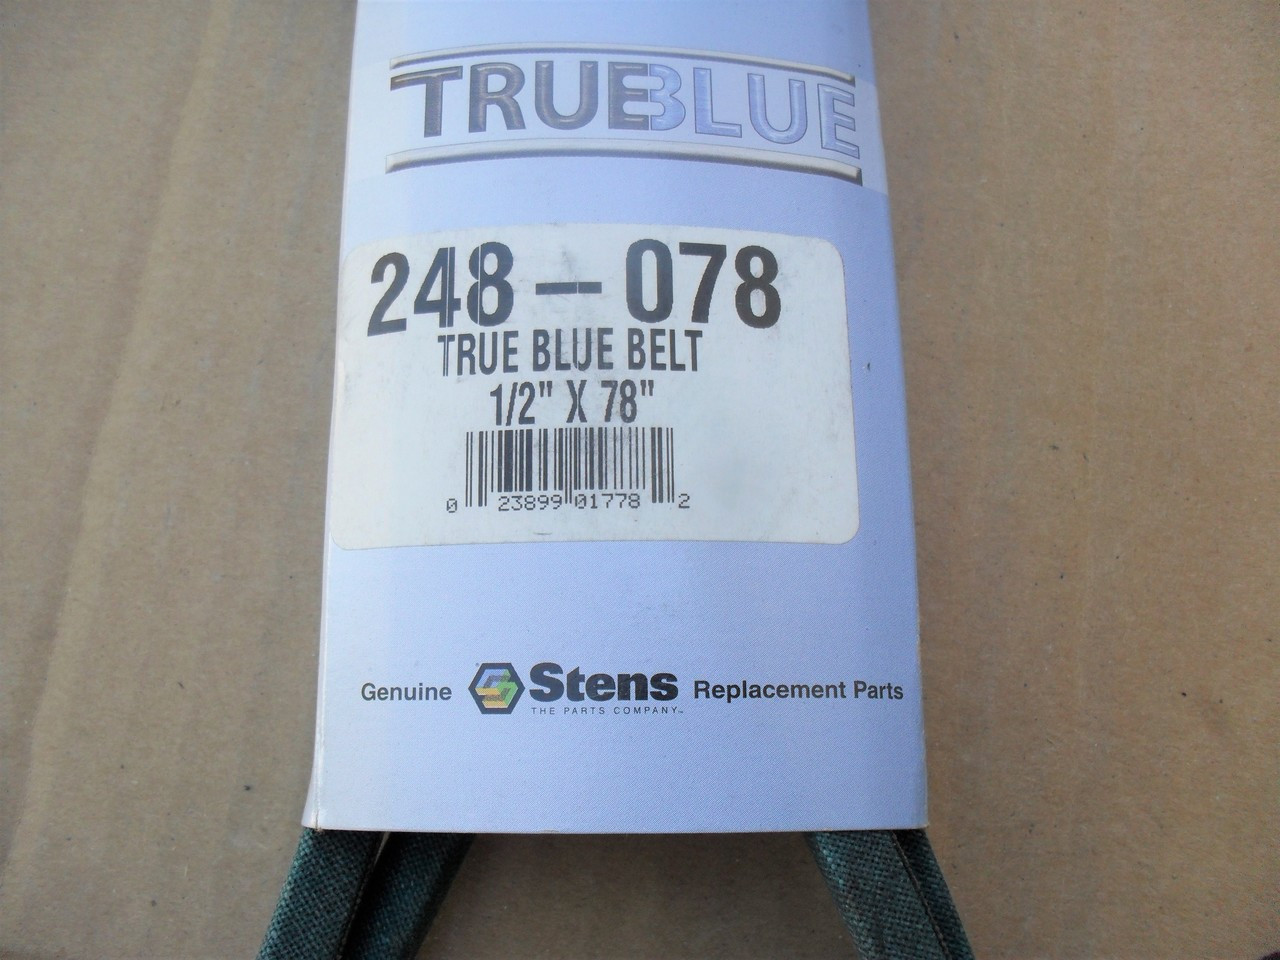 TRUEBLUE
248-078
TRUE BLUE BELT
1/2" X 78"
0 23899 01778 2
Genuine Stens Replacement Parts
THE PARTS COMPANY™